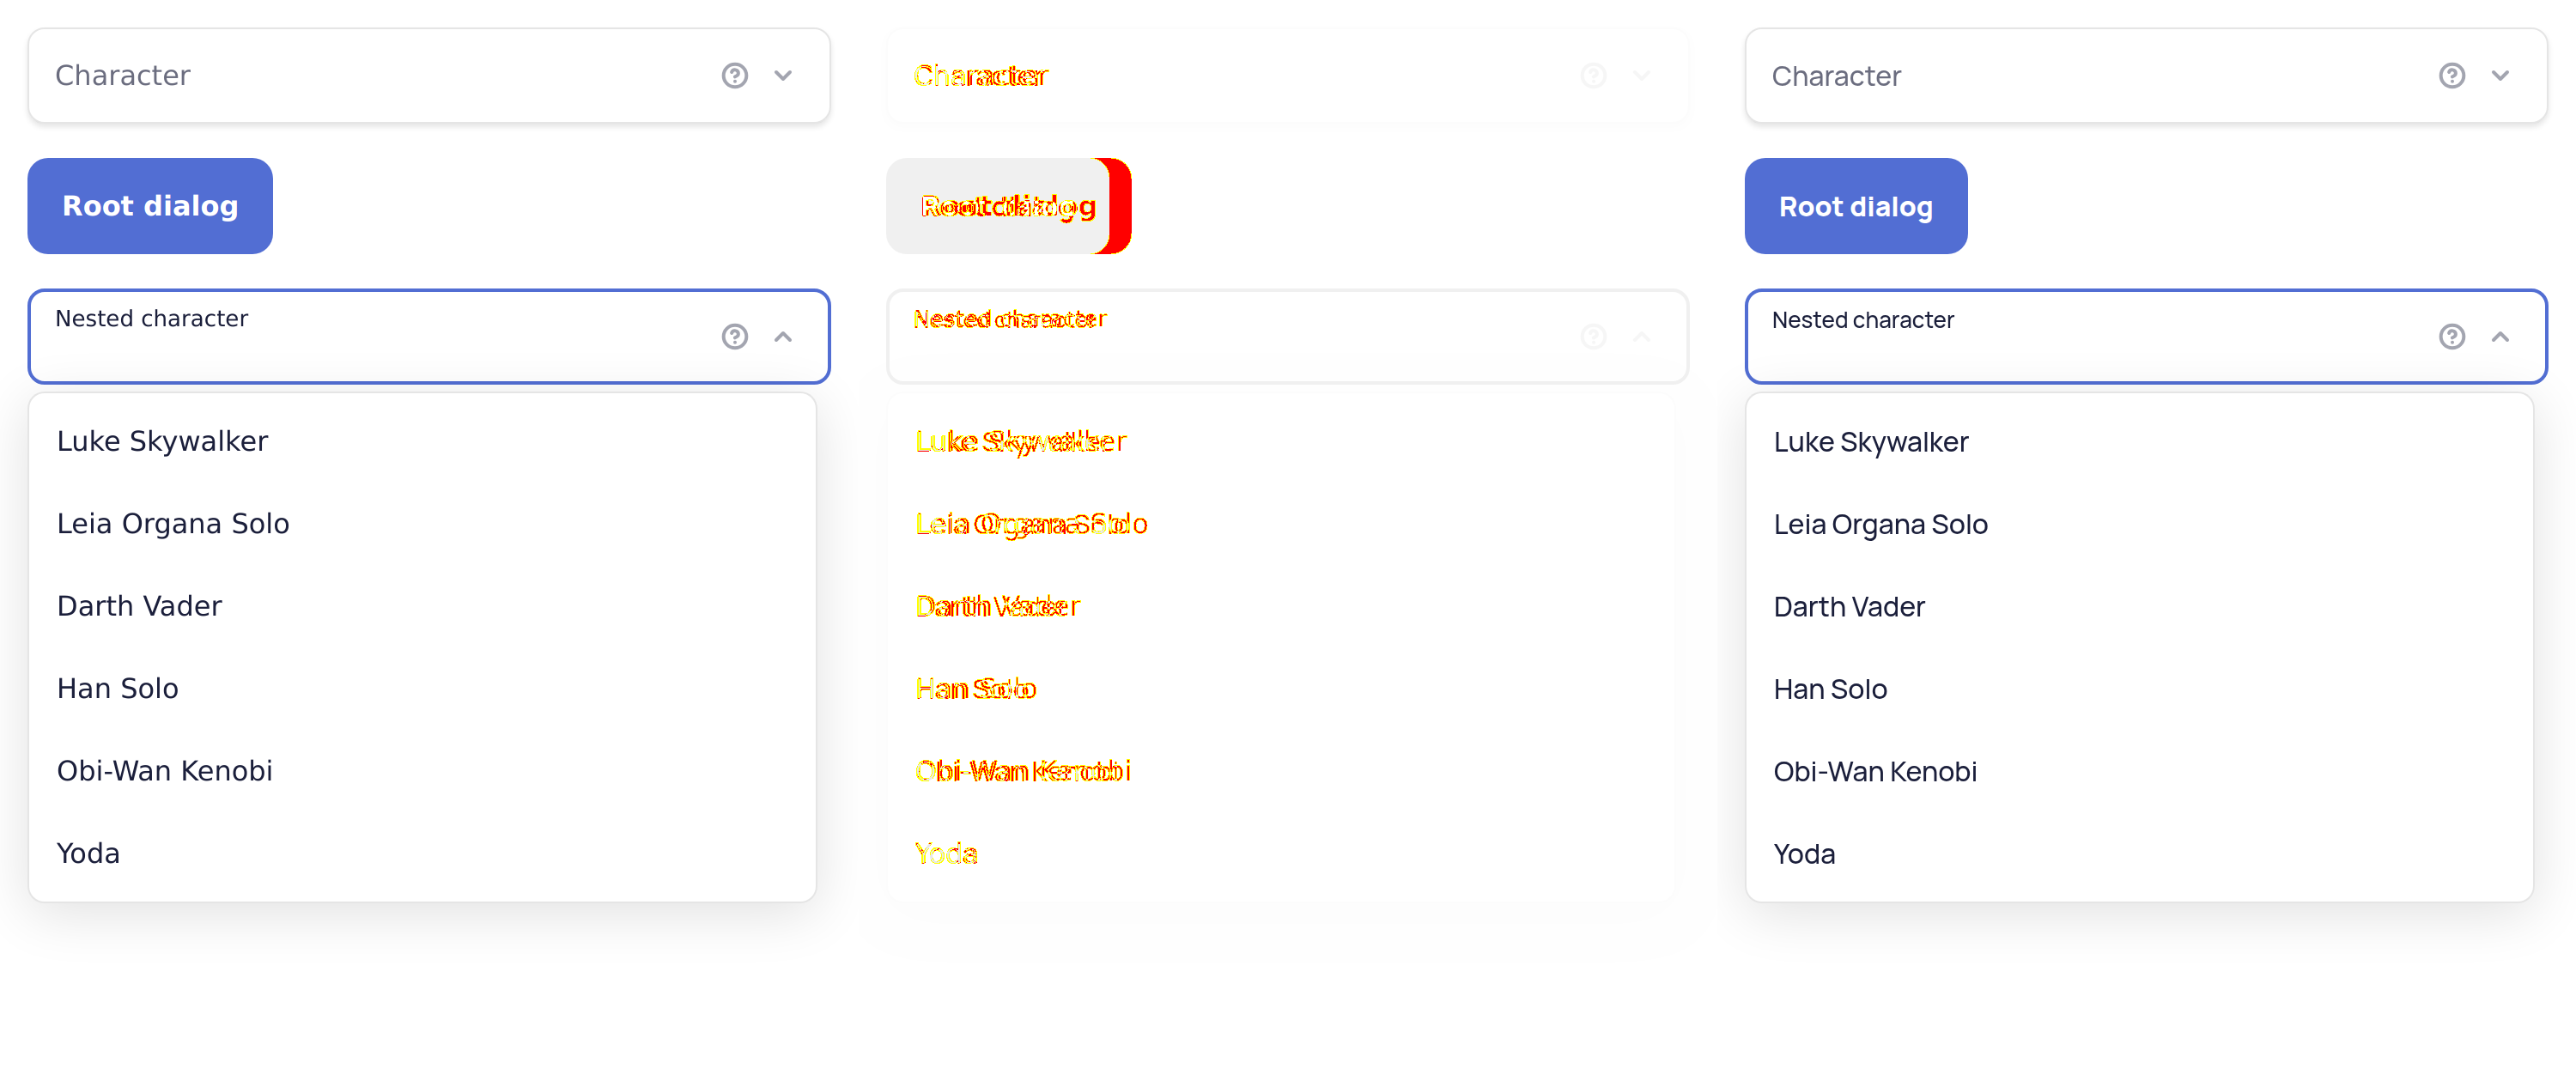 Character
Root dialog
Nested character
Luke Skywalker
Leia Organa Solo
Darth Vader
Han Solo
Obi-Wan Kenobi
Yoda
Character
Root dialog
Nested character
Luke Skywalker
Leia Organa Solo
Darth Vader
Han Solo
Obi-Wan Kenobi
Yoda
Character
Root dialog
Nested character
Luke Skywalker
Leia Organa Solo
Darth Vader
Han Solo
Obi-Wan Kenobi
Yoda